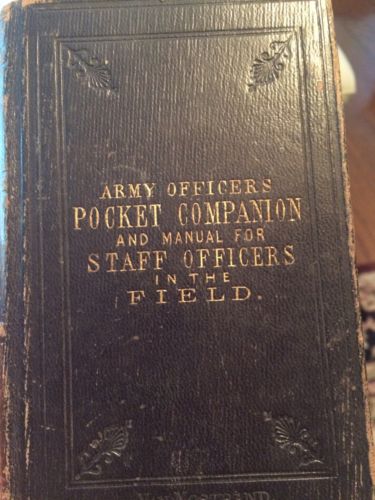 ARMY OFFICERS
POCKET COMPANION
AND MANUAL FOR
STAFF OFFICERS
IN THE
FIELD.